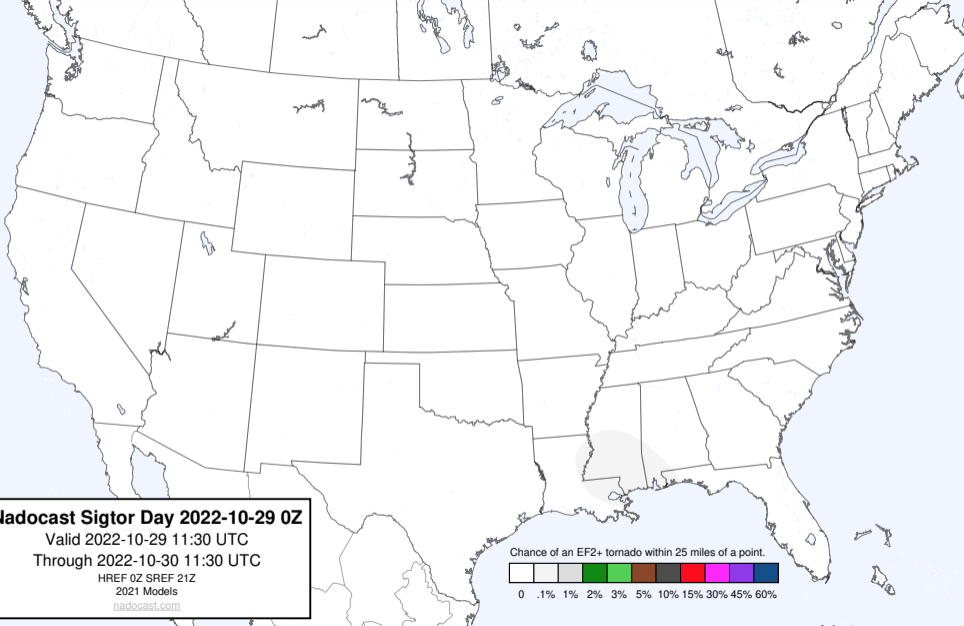 Nadocast Sigtor Day 2022-10-29 0Z
Valid 2022-10-29 11:30 UTC
Through 2022-10-30 11:30 UTC
HREF 0Z SREF 21Z
2021 Models
nadocast.com
Chance of an EF2+ tornado within 25 miles of a point.
0 .1% 1% 2% 3% 5% 10% 15% 30% 45% 60%